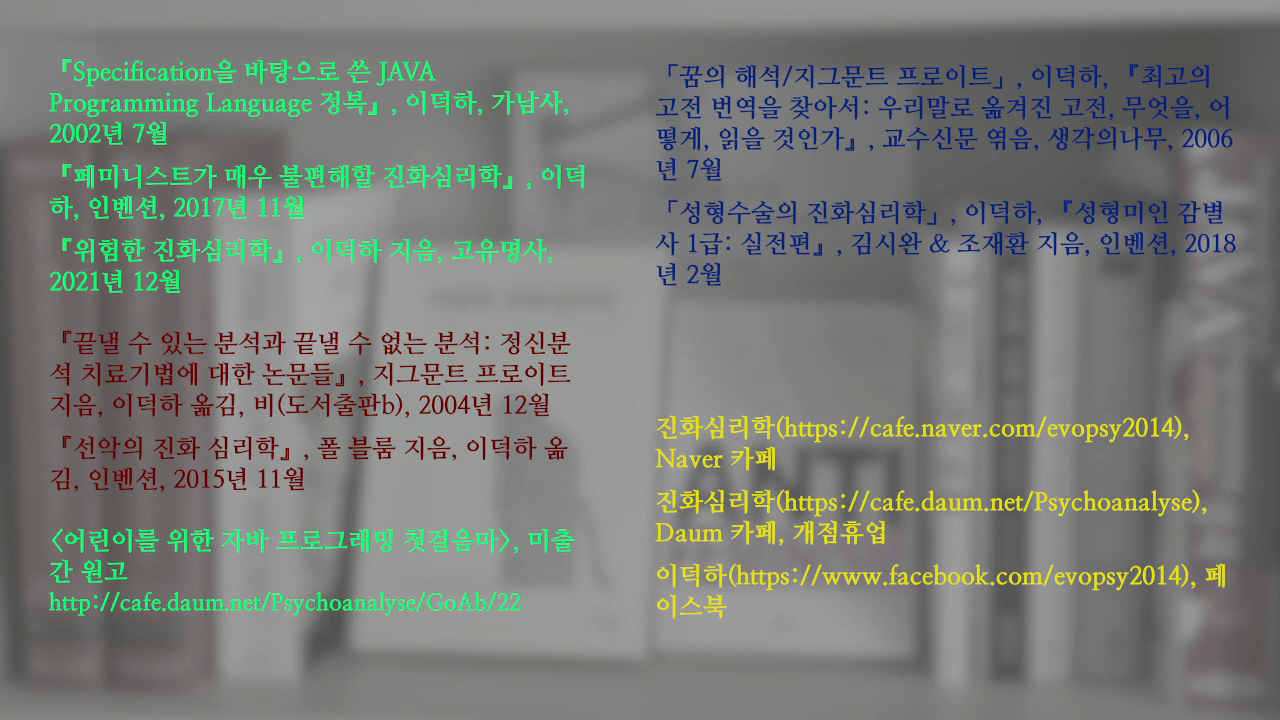 『Specification을 바탕으로 쓴 JAVA
Programming Language 정복』, 이덕하, 가남사,
2002년 7월
『페미니스트가 매우 불편해할 진화심리학』, 이덕
하, 인벤션, 2017년 11월
『위험한 진화심리학』, 이덕하 지음, 고유명사,
2021년 12월
『끝낼 수 있는 분석과 끝낼 수 없는 분석: 정신분
석 치료기법에 대한 논문들』, 지그문트 프로이트
지음, 이덕하 옮김, 비(도서출판b), 2004년 12월
『선악의 진화 심리학』, 폴 블룸 지음, 이덕하 옮
김, 인벤션, 2015년 11월
<어린이를 위한 자바 프로그래밍 첫걸음마>, 미출
간 원고
http://cafe.daum.net/Psychoanalyse/GoAb/22
「꿈의 해석/지그문트 프로이트」, 이덕하, 『최고의
고전 번역을 찾아서: 우리말로 옮겨진 고전, 무엇을, 어
떻게, 읽을 것인가』, 교수신문 엮음, 생각의나무, 2006
년 7월
「성형수술의 진화심리학」, 이덕하, 『성형미인 감별
사 1급: 실전편』, 김시완 & 조재환 지음, 인벤션, 2018
년 2월
진화심리학(https://cafe.naver.com/evopsy2014),
Naver 카페
진화심리학(https://cafe.daum.net/Psychoanalyse),
Daum 카페, 개점휴업
이덕하(https://www.facebook.com/evopsy2014), 페
이스북